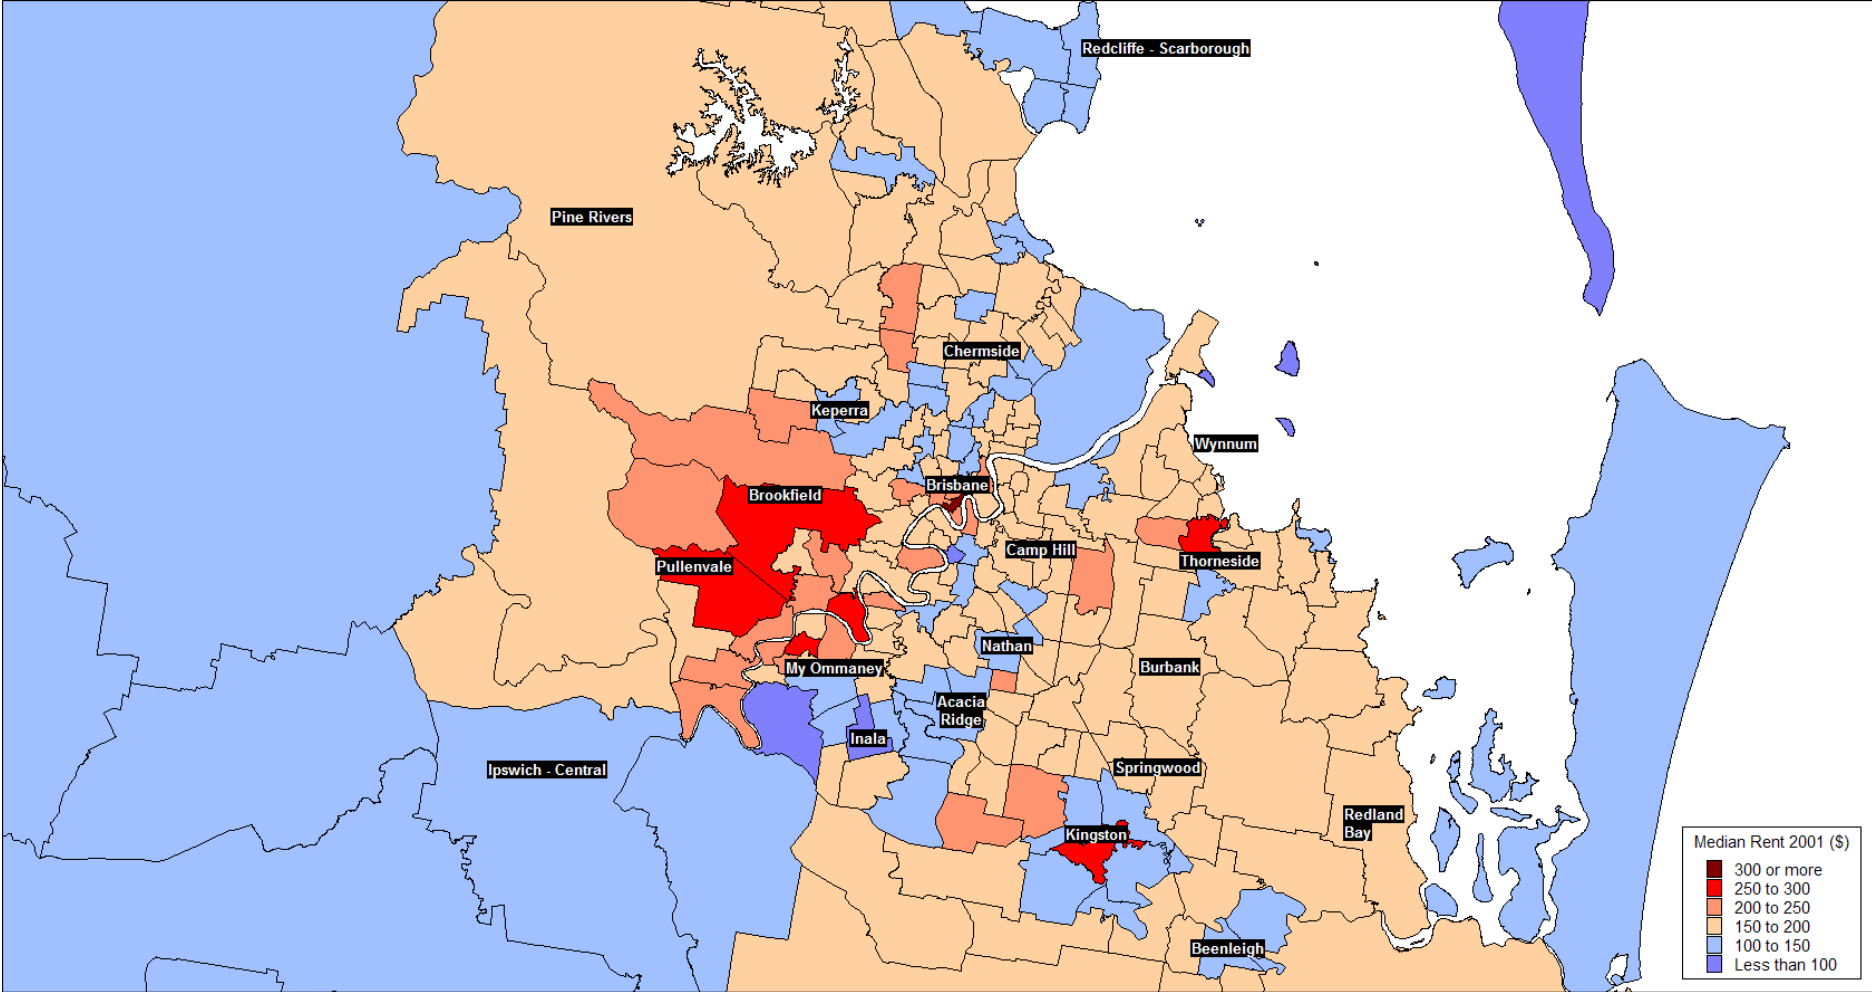 Redcliffe - Scarborough
Pine Rivers
Chermside
Keperra
Wynnum
Brisbane
Brookfield
Camp Hill
Thorneside
Pullenvale
Nathan
My Ommaney
Burbank
Acacia
Ridge
Inala
Ipswich - Central
Springwood
Redland
Bay
Kingston
Beenleigh
Median Rent 2001 ($)
300 or more
250 to 300
200 to 250
150 to 200
100 to 150
Less than 100